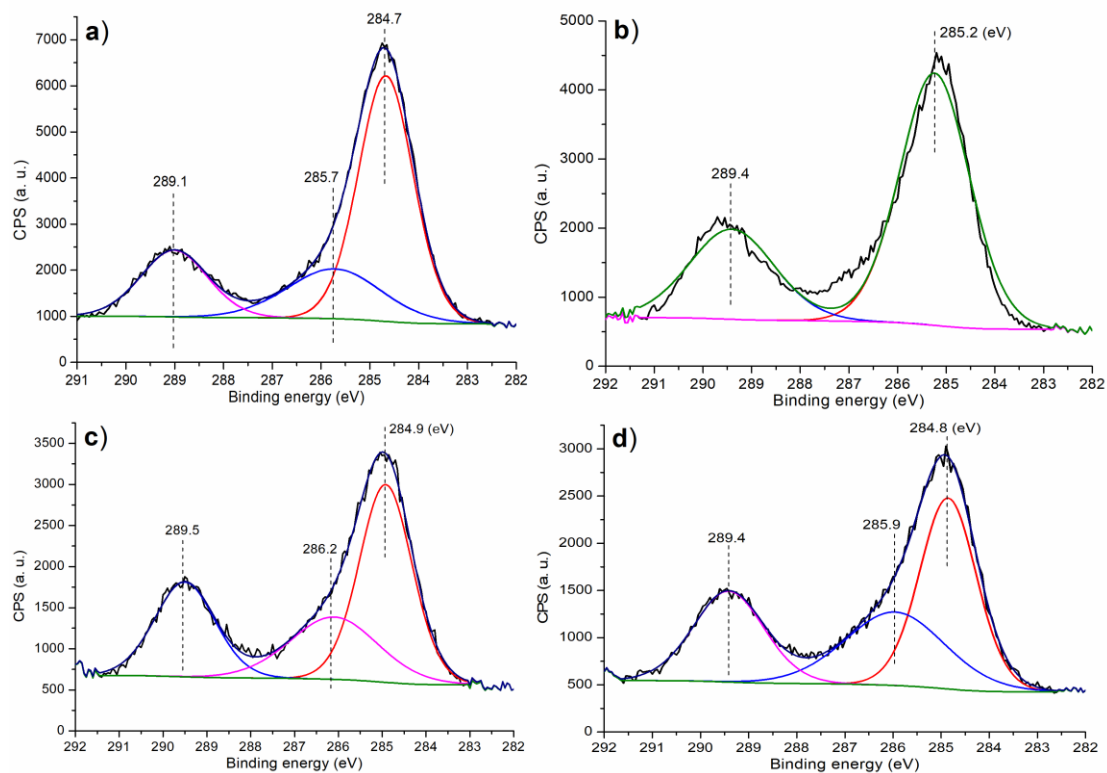 a)
284.7
285.7
289.1
7000
6000
5000
4000
3000
2000
1000
0
CPS (a. u.)
291 290 289 288 287 286 285 284 283 282
Binding energy (eV)
b)
285.2 (eV)
289.4
5000
4000
3000
2000
1000
0
CPS (a. u.)
292 291 290 289 288 287 286 285 284 283 282
Binding energy (eV)
c)
284.9 (eV)
289.5
286.2
3500
3000
2500
2000
1500
1000
500
0
CPS (a. u.)
292 291 290 289 288 287 286 285 284 283 282
Binding energy (eV)
d)
284.8 (eV)
285.9
289.4
3000
2500
2000
1500
1000
500
0
CPS (a. u.)
292 291 290 289 288 287 286 285 284 283 282
Binding energy (eV)